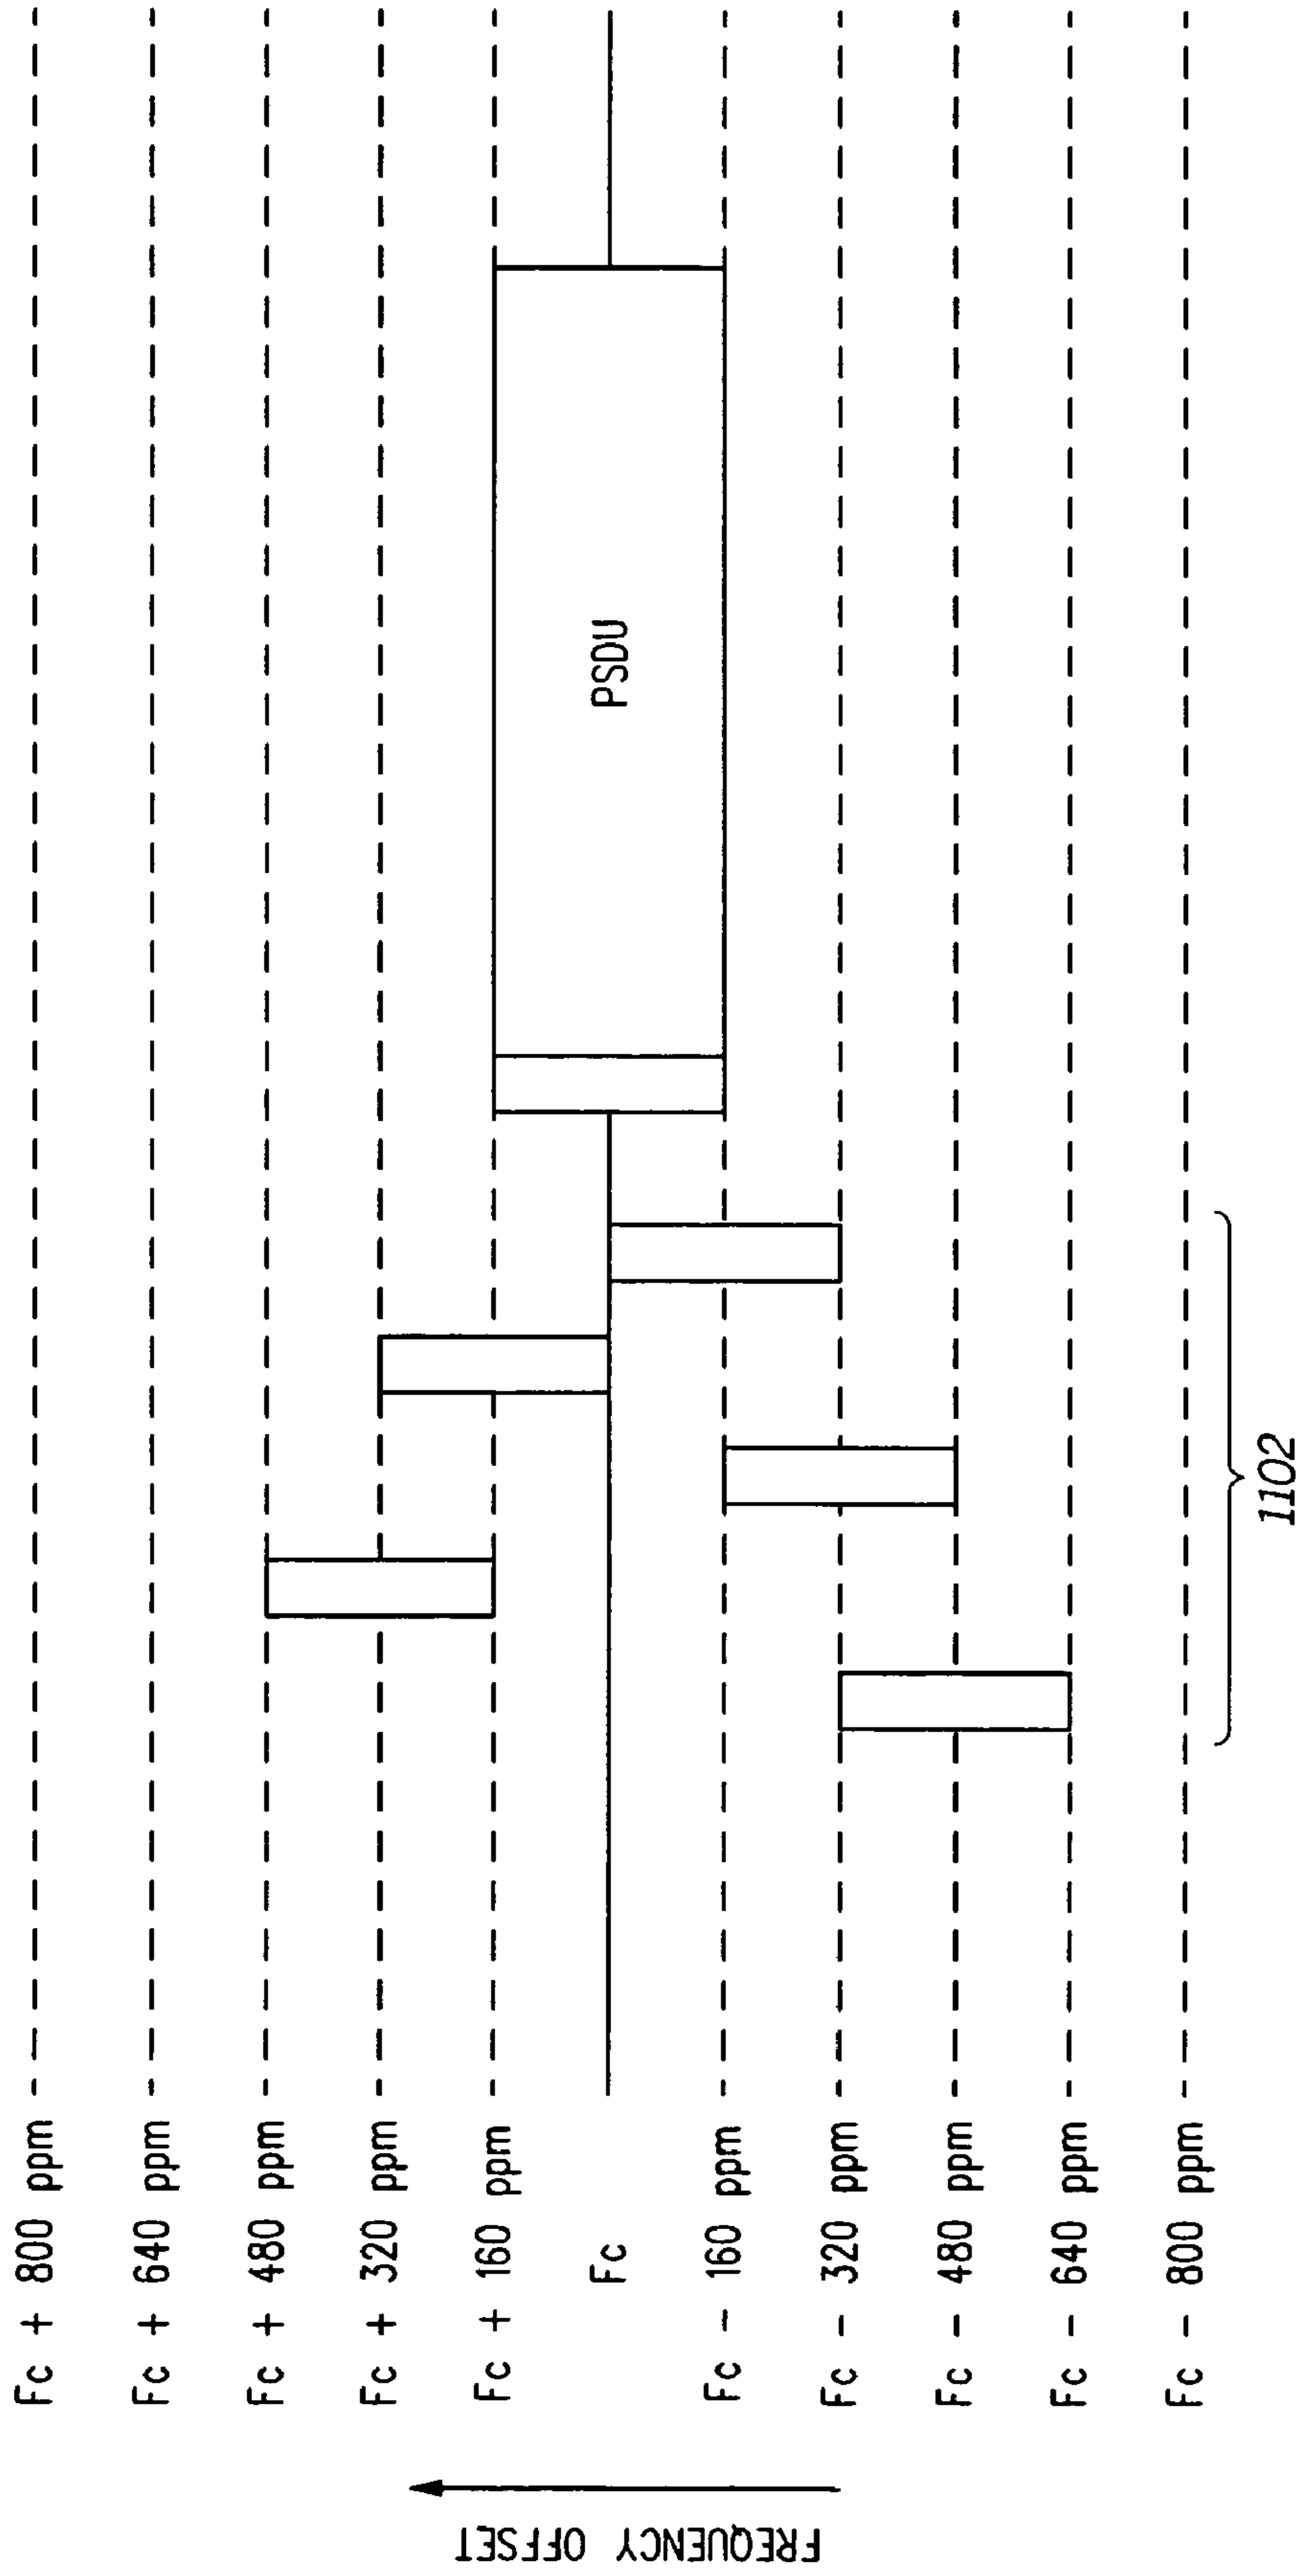 FREQUENCY OFFSET
Fc + 800 ppm
Fc + 640 ppm
Fc + 480 ppm
Fc + 320 ppm
Fc + 160 ppm
Fc
Fc - 160 ppm
Fc - 320 ppm
Fc - 480 ppm
Fc - 640 ppm
Fc - 800 ppm
PSDU
1102